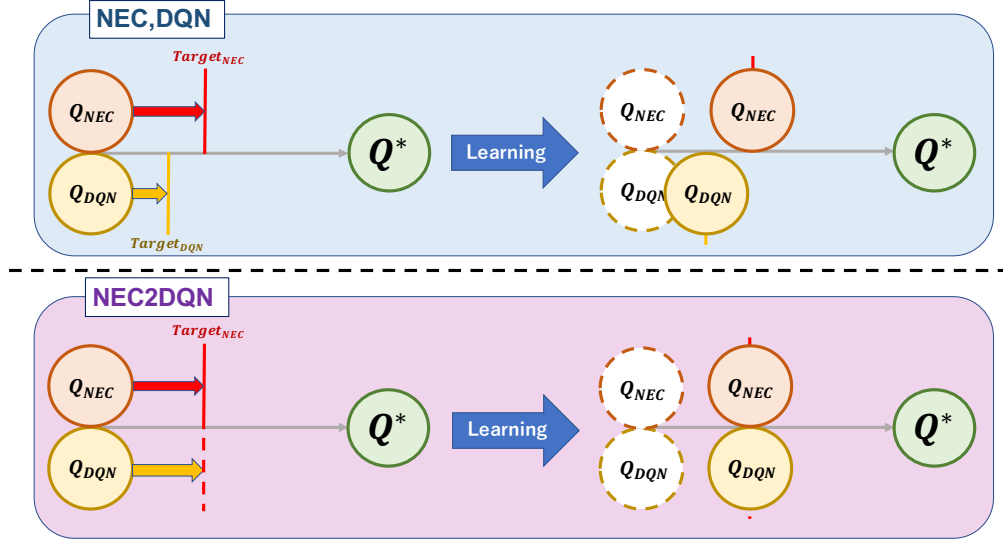 NEC,DQN
Target_NEC
Q_NEC
Q_DQN
Target_DQN
Q*
Learning
Q_NEC
Q_DQN
Q_NEC
Q_DQN
Q*
NEC2DQN
Target_NEC
Q_NEC
Q_DQN
Q*
Learning
Q_NEC
Q_DQN
Q_NEC
Q_DQN
Q*